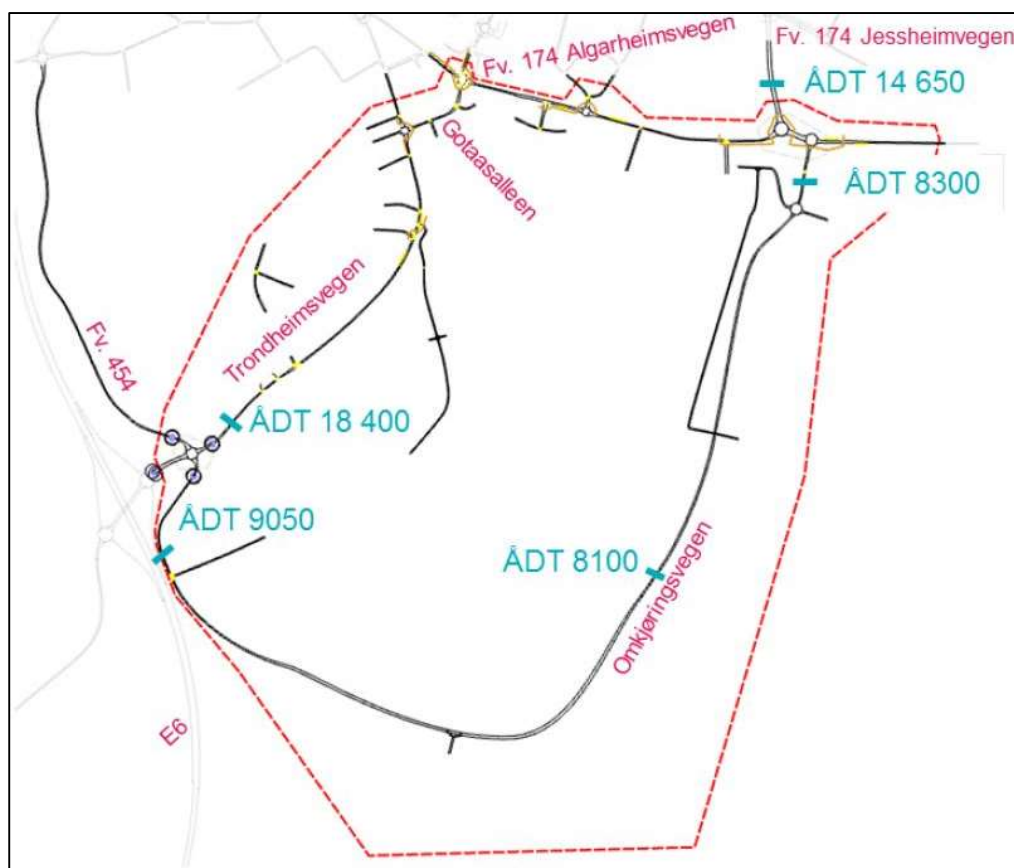 Fv. 174 Jessheimvegen
Fv. 174 Algarheimsvegen
ÅDT 14 650
Gotaasalleen
ÅDT 8300
Trondheimsvegen
Fv. 454
ÅDT 18 400
ÅDT 9050
ÅDT 8100
Omkjøringsvegen
E6